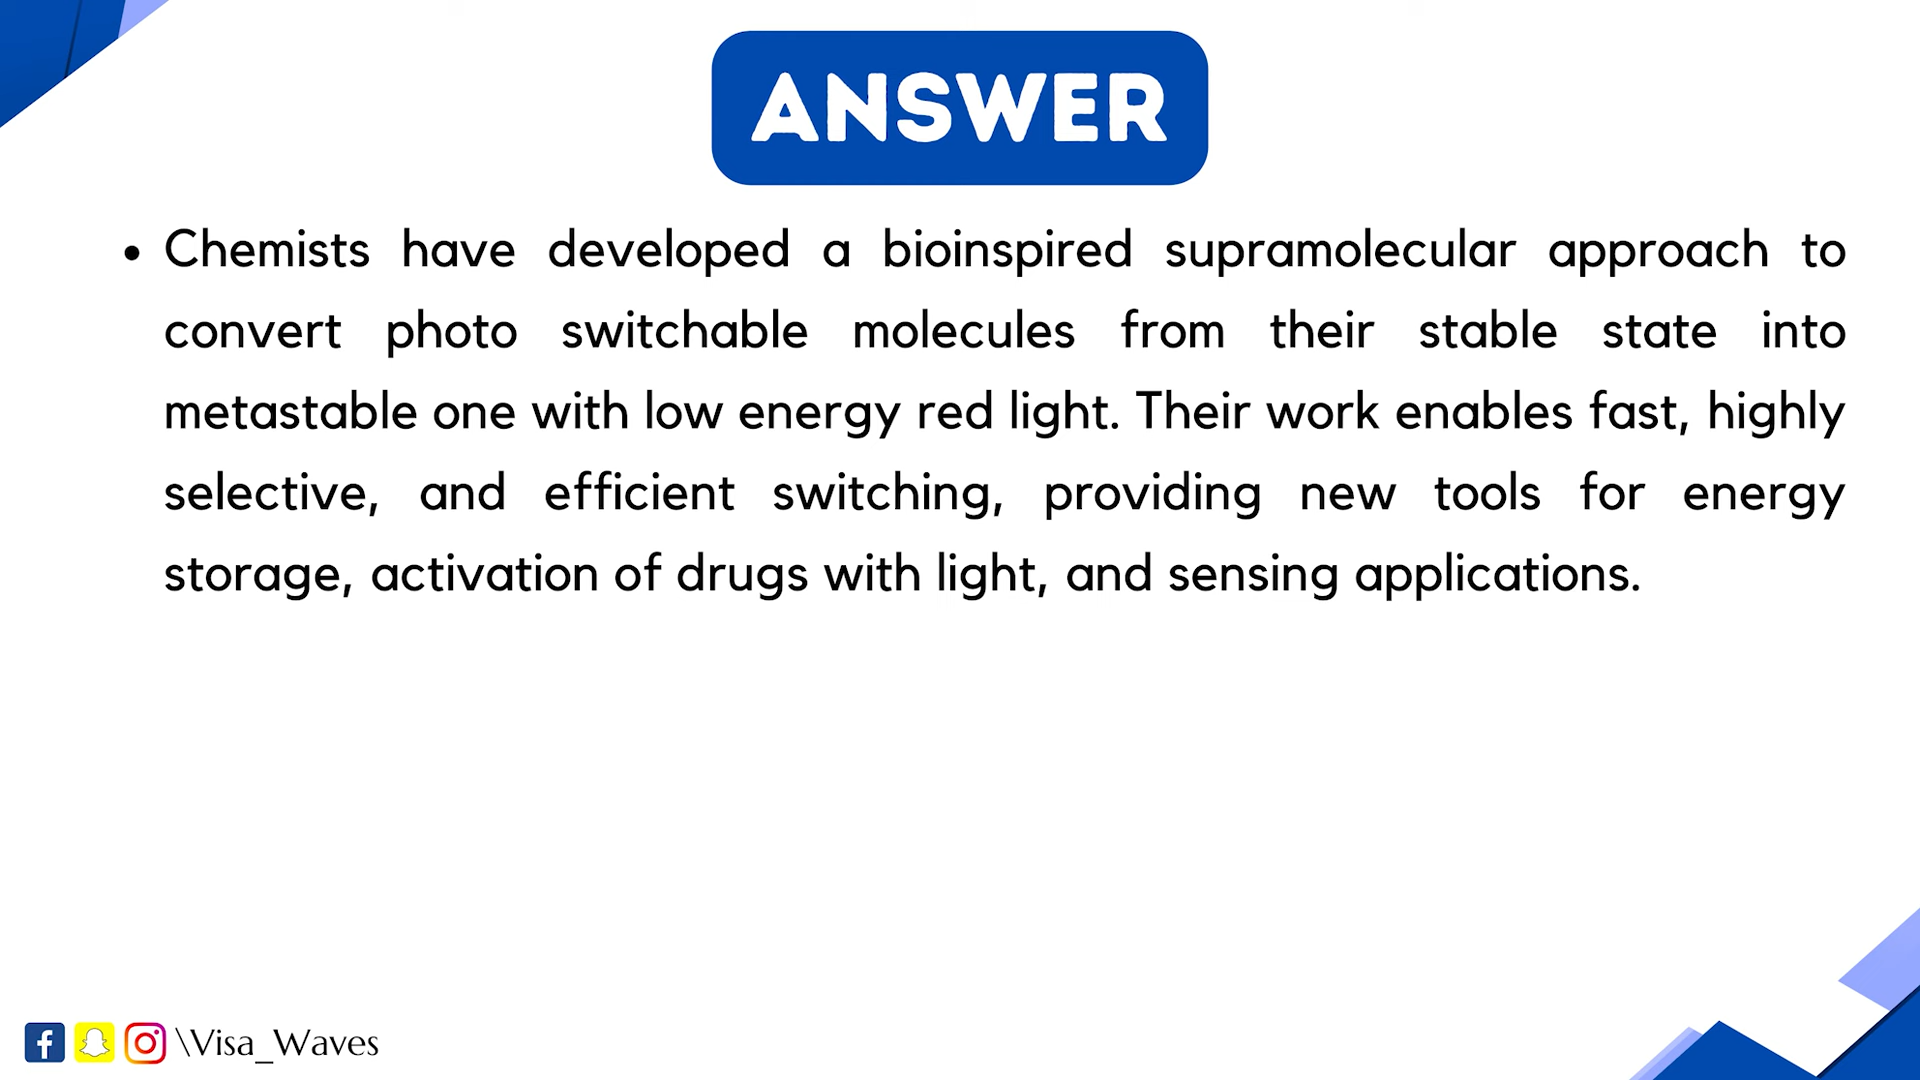 ANSWER
• Chemists have developed a bioinspired supramolecular approach to
convert photo switchable molecules from their stable state into
metastable one with low energy red light. Their work enables fast, highly
selective, and efficient switching, providing new tools for energy
storage, activation of drugs with light, and sensing applications.
\Visa_Waves